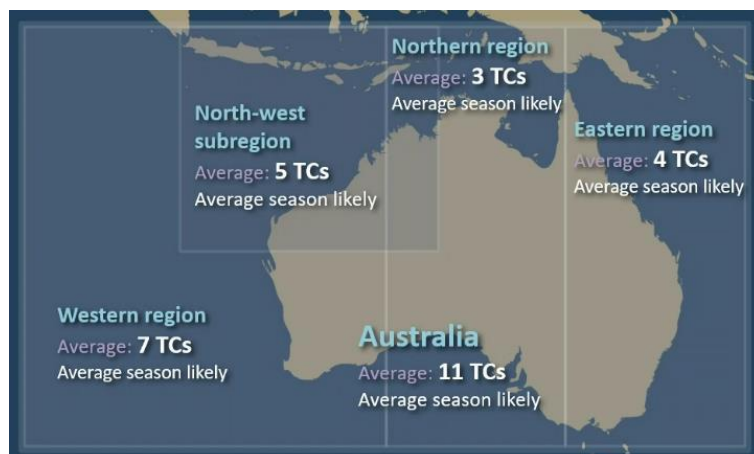 Northern region
Average: 3 TCs
Average season likely
North-west
subregion
Average: 5 TCs
Average season likely
Eastern region
Average: 4 TCs
Average season likely
Western region
Average: 7 TCs
Average season likely
Australia
Average: 11 TCs
Average season likely